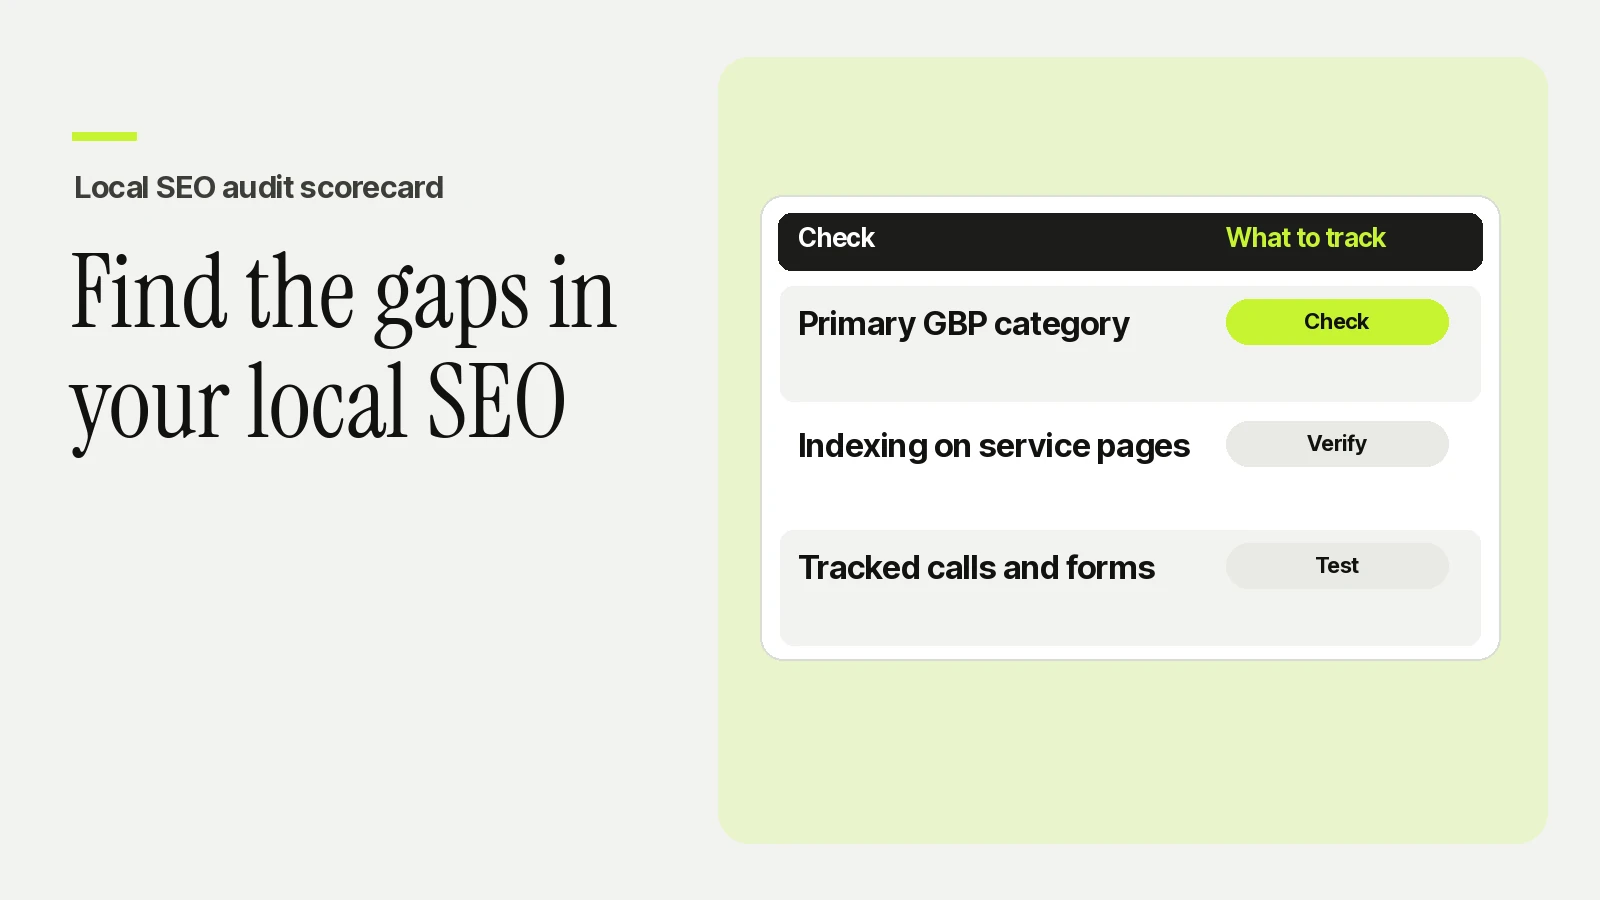 Local SEO audit scorecard
Find the gaps in
your local SEO
Check What to track
Primary GBP category Check
Indexing on service pages Verify
Tracked calls and forms Test